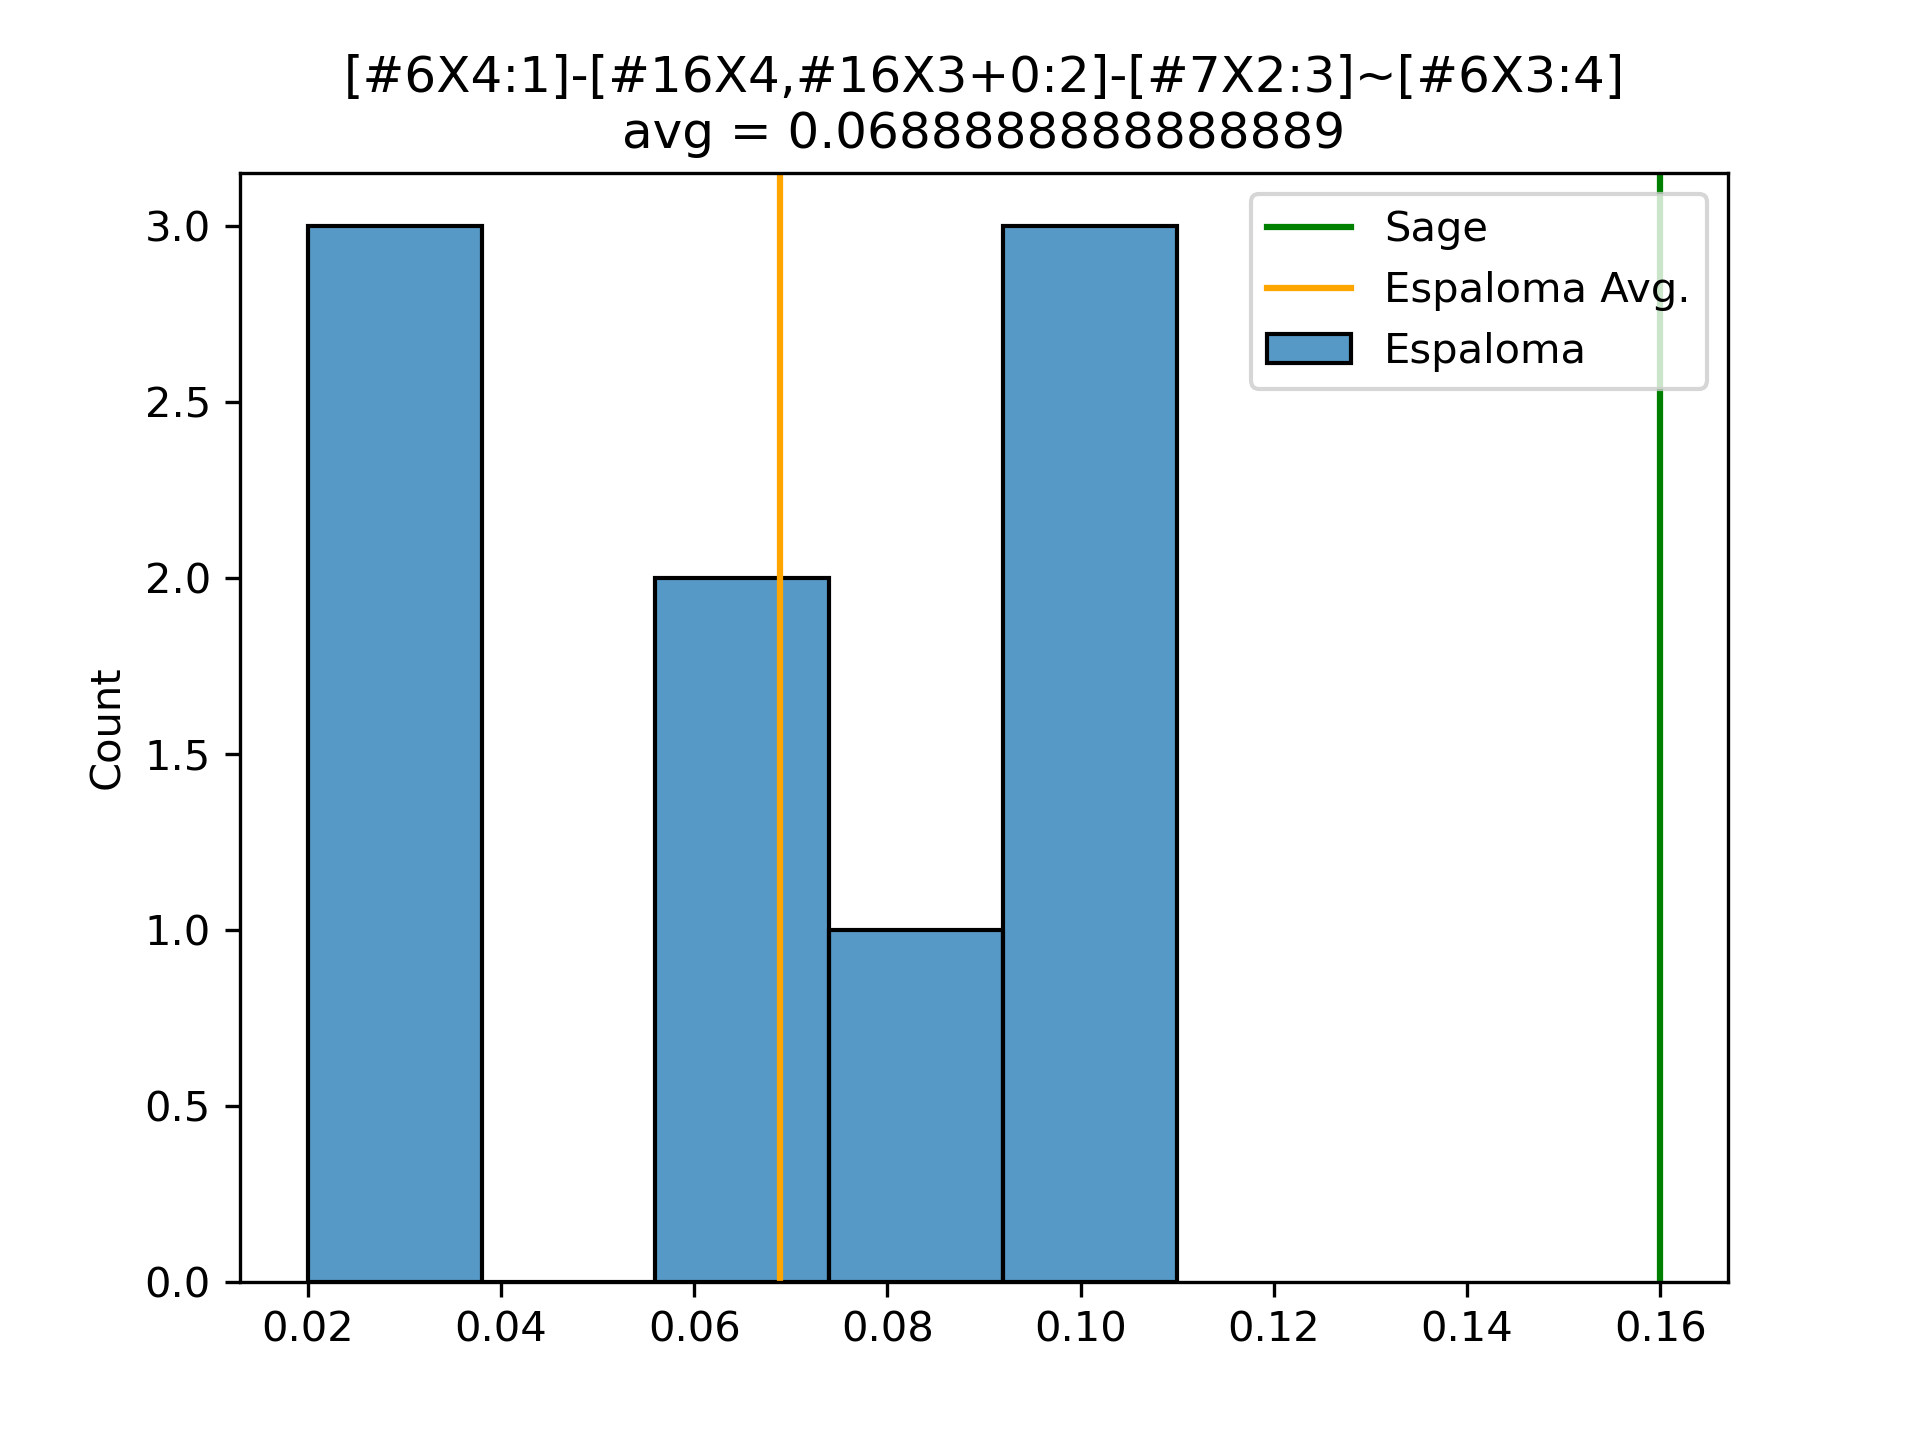 [#6X4:1]-[#16X4,#16X3+0:2]-[#7X2:3]~[#6X3:4]
avg = 0.0688888888888889
Sage
Espaloma Avg.
Espaloma
Count
3.0
2.5
2.0
1.5
1.0
0.5
0.0
0.02 0.04 0.06 0.08 0.10 0.12 0.14 0.16